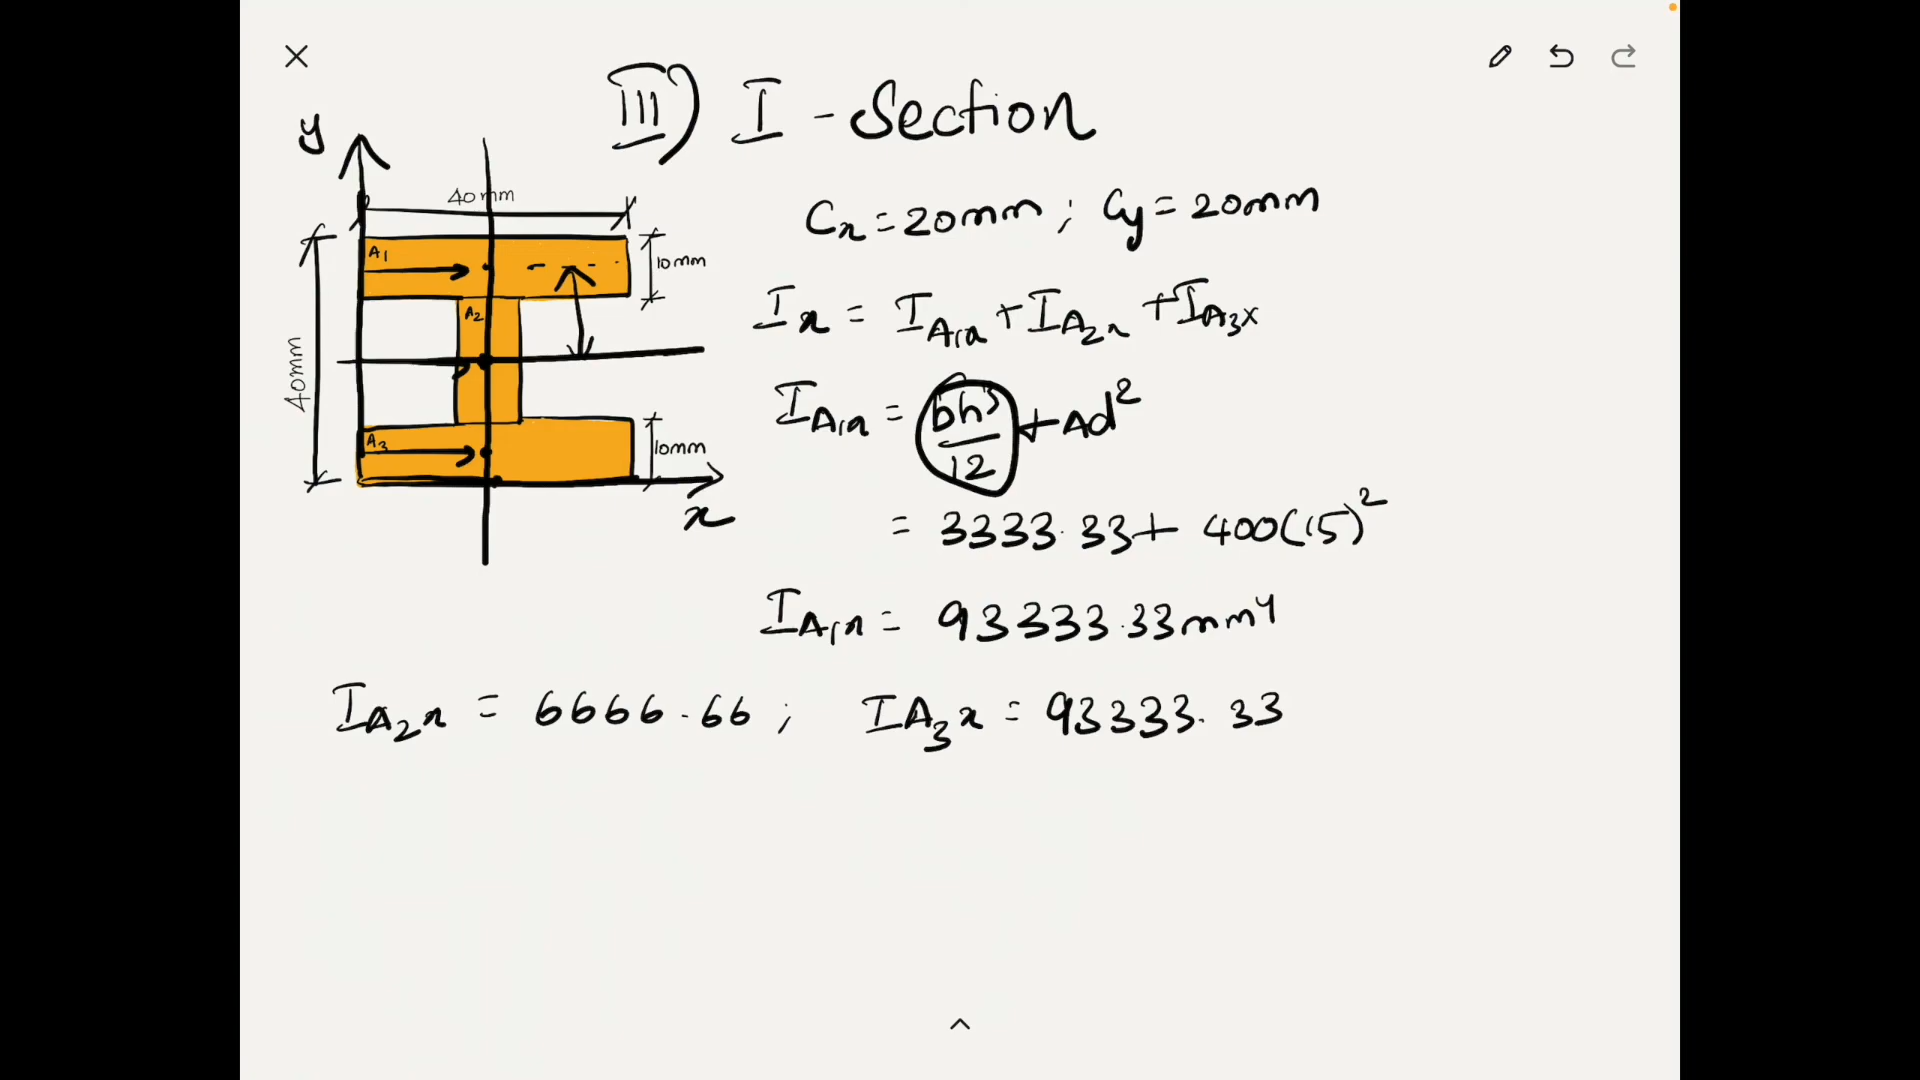 III) I - Section
y
40mm
Cx = 20mm ; Cy = 20mm
A1
10mm
A2
Ix = IA1x + IA2x + IA3x
40mm
IA1x = bh³/12 + Ad²
A3
10mm
x
= 3333.33 + 400(15)²
IA1x = 93333.33mm⁴
IA2x = 6666.66 ; IA3x = 93333.33